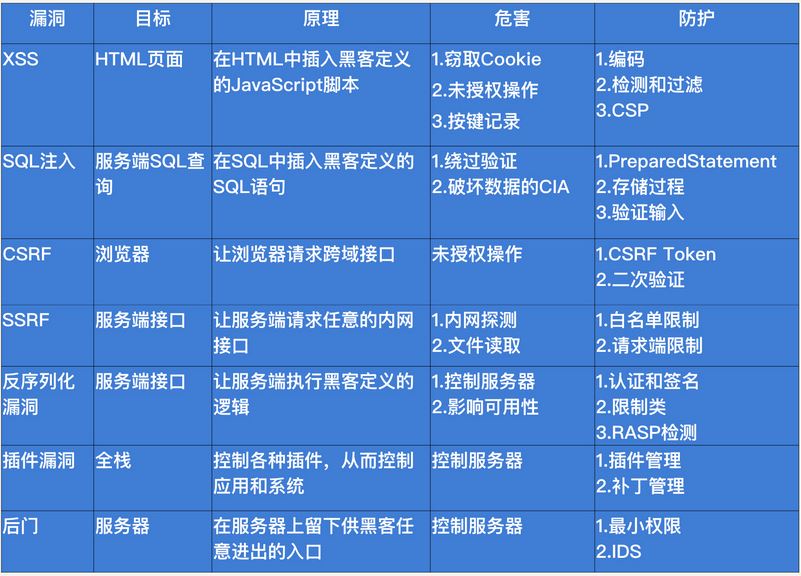 漏洞 目标 原理 危害 防护
XSS HTML页面 在HTML中插入黑客定义 1.窃取Cookie 1.编码
的JavaScript脚本 2.未授权操作 2.检测和过滤
3.按键记录 3.CSP
SQL注入 服务端SQL查 在SQL中插入黑客定义的 1.绕过验证 1.PreparedStatement
询 SQL语句 2.破坏数据的CIA 2.存储过程
3.验证输入
CSRF 浏览器 让浏览器请求跨域接口 未授权操作 1.CSRF Token
2.二次验证
SSRF 服务端接口 让服务端请求任意的内网 1.内网探测 1.白名单限制
接口 2.文件读取 2.请求端限制
反序列化 服务端接口 让服务端执行黑客定义的 1.控制服务器 1.认证和签名
漏洞 逻辑 2.影响可用性 2.限制类
3.RASP检测
插件漏洞 全栈 控制各种插件，从而控制 控制服务器 1.插件管理
应用和系统 2.补丁管理
后门 服务器 在服务器上留下供黑客任 控制服务器 1.最小权限
意进出的入口 2.IDS